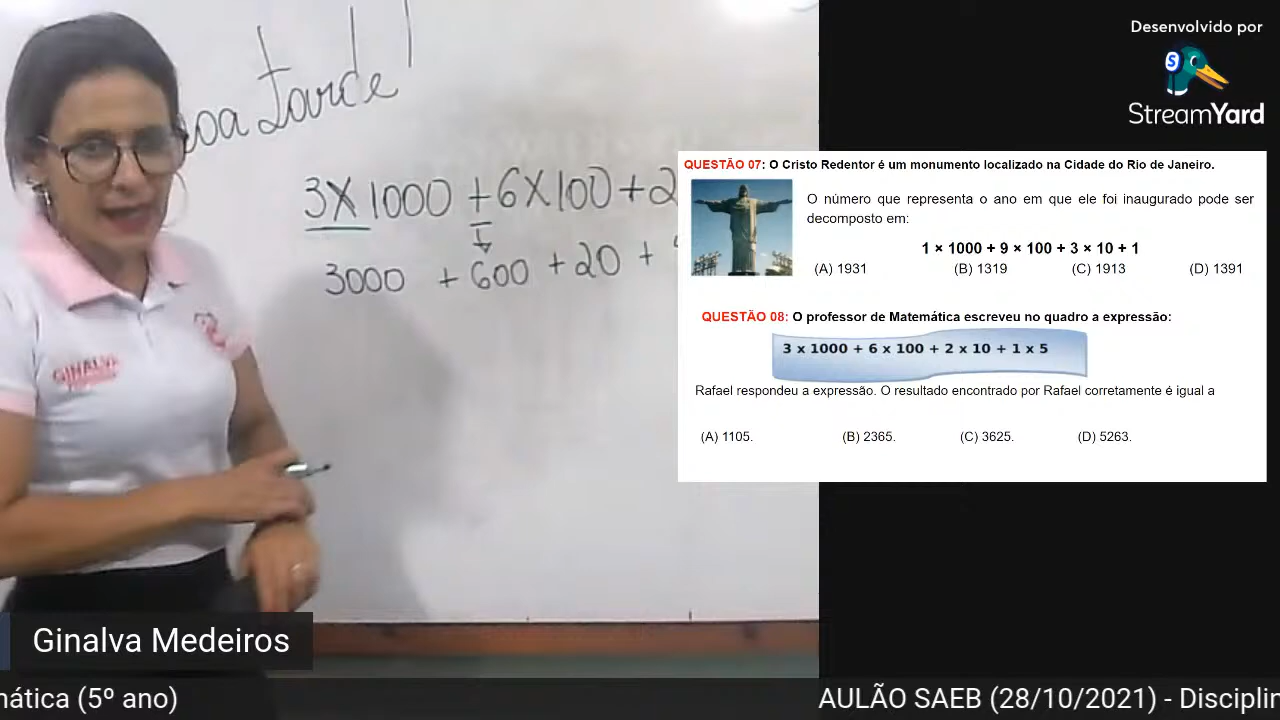 oa tarde!
3X1000 + 6X100 + 2
3000 + 600 + 20 +
GINALVA
Desenvolvido por
StreamYard
QUESTÃO 07: O Cristo Redentor é um monumento localizado na Cidade do Rio de Janeiro.
O número que representa o ano em que ele foi inaugurado pode ser
decomposto em:
1 × 1000 + 9 × 100 + 3 × 10 + 1
(A) 1931 (B) 1319 (C) 1913 (D) 1391
QUESTÃO 08: O professor de Matemática escreveu no quadro a expressão:
3 x 1000 + 6 x 100 + 2 x 10 + 1 x 5
Rafael respondeu a expressão. O resultado encontrado por Rafael corretamente é igual a
(A) 1105. (B) 2365. (C) 3625. (D) 5263.
Ginalva Medeiros
mática (5º ano) AULÃO SAEB (28/10/2021) - Disciplin